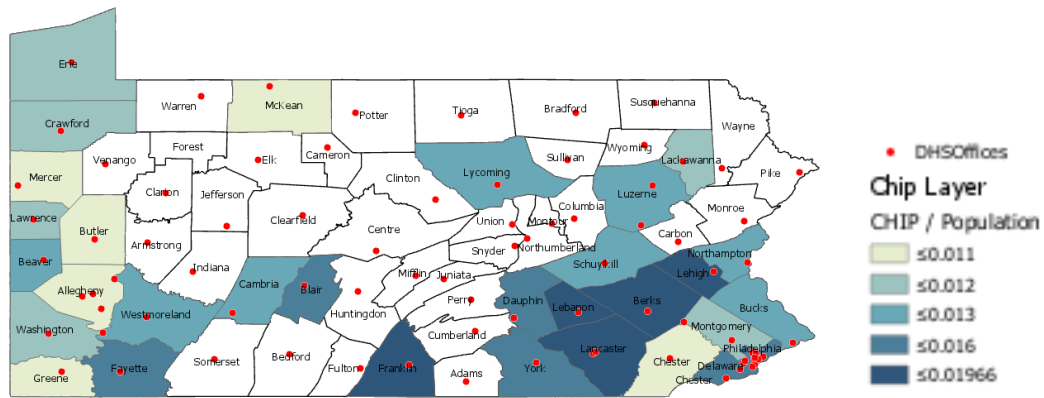 Erie
Warren
McKean
Potter
Tioga
Bradford
Susquehanna
Crawford
Wayne
Forest
Wyoming
Venango
Elk
Cameron
Sullivan
Lackawanna
Pike
Mercer
Clinton
Lycoming
Luzerne
Clarion
Jefferson
Columbia
Monroe
Lawrence
Clearfield
Union
Montour
Butler
Centre
Carbon
Armstrong
Snyder
Northumberland
Northampton
Beaver
Indiana
Schuylkill
Lehigh
Mifflin
Juniata
Allegheny
Cambria
Blair
Perry
Dauphin
Lebanon
Berks
Bucks
Westmoreland
Huntingdon
Washington
Cumberland
Montgomery
Lancaster
Philadelphia
Somerset
Bedford
Chester
Fayette
Fulton
Franklin
York
Delaware
Greene
Adams
Chester
DHSOffices
Chip Layer
CHIP / Population
≤0.011
≤0.012
≤0.013
≤0.016
≤0.01966